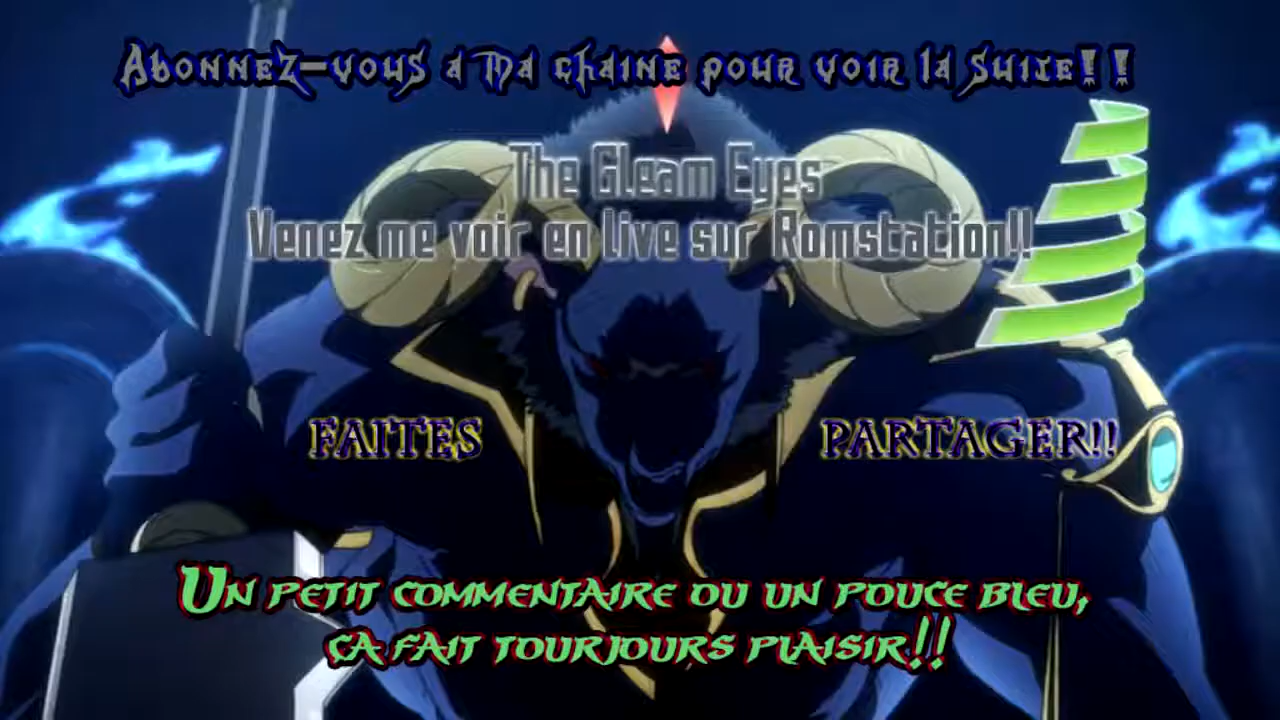 Abonnez-vous a ma chaine pour voir la suite!!
The Gleam Eyes
Venez me voir en live sur Romstation!!
FAITES PARTAGER!!
Un petit commentaire ou un pouce bleu,
ça fait tourjours plaisir!!